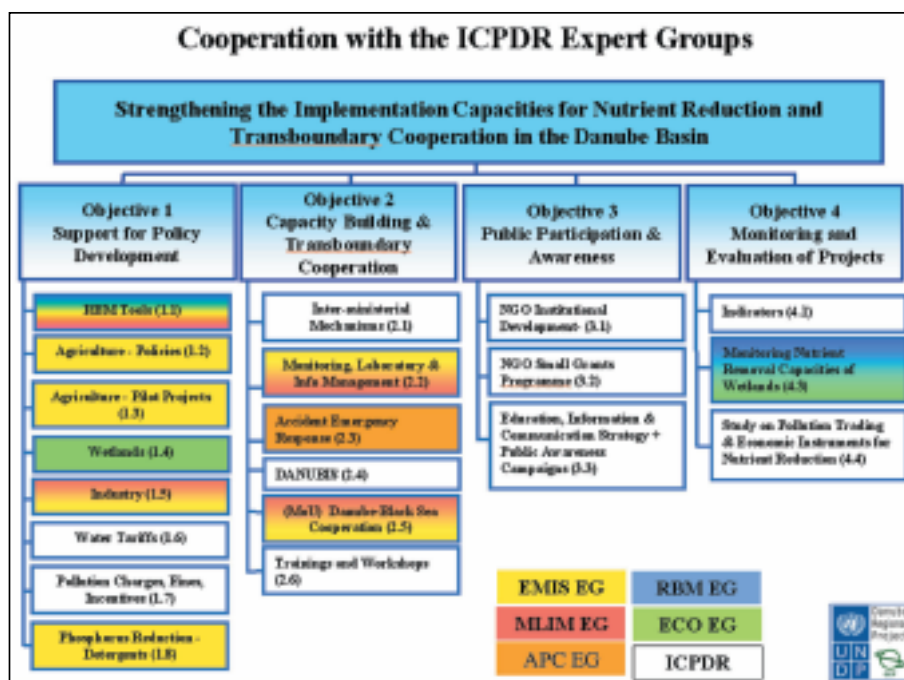 Cooperation with the ICPDR Expert Groups
Strengthening the Implementation Capacities for Nutrient Reduction and
Transboundary Cooperation in the Danube Basin
Objective 1
Support for Policy
Development
RBM Tools (1.1)
Agriculture - Policies (1.2)
Agriculture - Pilot Projects
(1.3)
Wetlands (1.4)
Industry (1.5)
Water Tariffs (1.6)
Pollution Charges, Fines,
Incentives (1.7)
Phosphorus Reduction -
Detergents (1.8)
Objective 2
Capacity Building &
Transboundary
Cooperation
Inter-ministerial
Mechanisms (2.1)
Monitoring, Laboratory &
Info Management (2.2)
Accident Emergency
Response (2.3)
DANUBIS (2.4)
(MoU) Danube-Black Sea
Cooperation (2.5)
Trainings and Workshops
(2.6)
Objective 3
Public Participation &
Awareness
NGO Institutional
Development- (3.1)
NGO Small Grants
Programme (3.2)
Education, Information &
Communication Strategy +
Public Awareness
Campaigns (3.3)
Objective 4
Monitoring and
Evaluation of Projects
Indicators (4.1)
Monitoring Nutrient
Removal Capacities of
Wetlands (4.3)
Study on Pollution Trading
& Economic Instruments for
Nutrient Reduction (4.4)
EMIS EG
RBM EG
MLIM EG
ECO EG
APC EG
ICPDR
U N
D P
Danube
Regional
Project